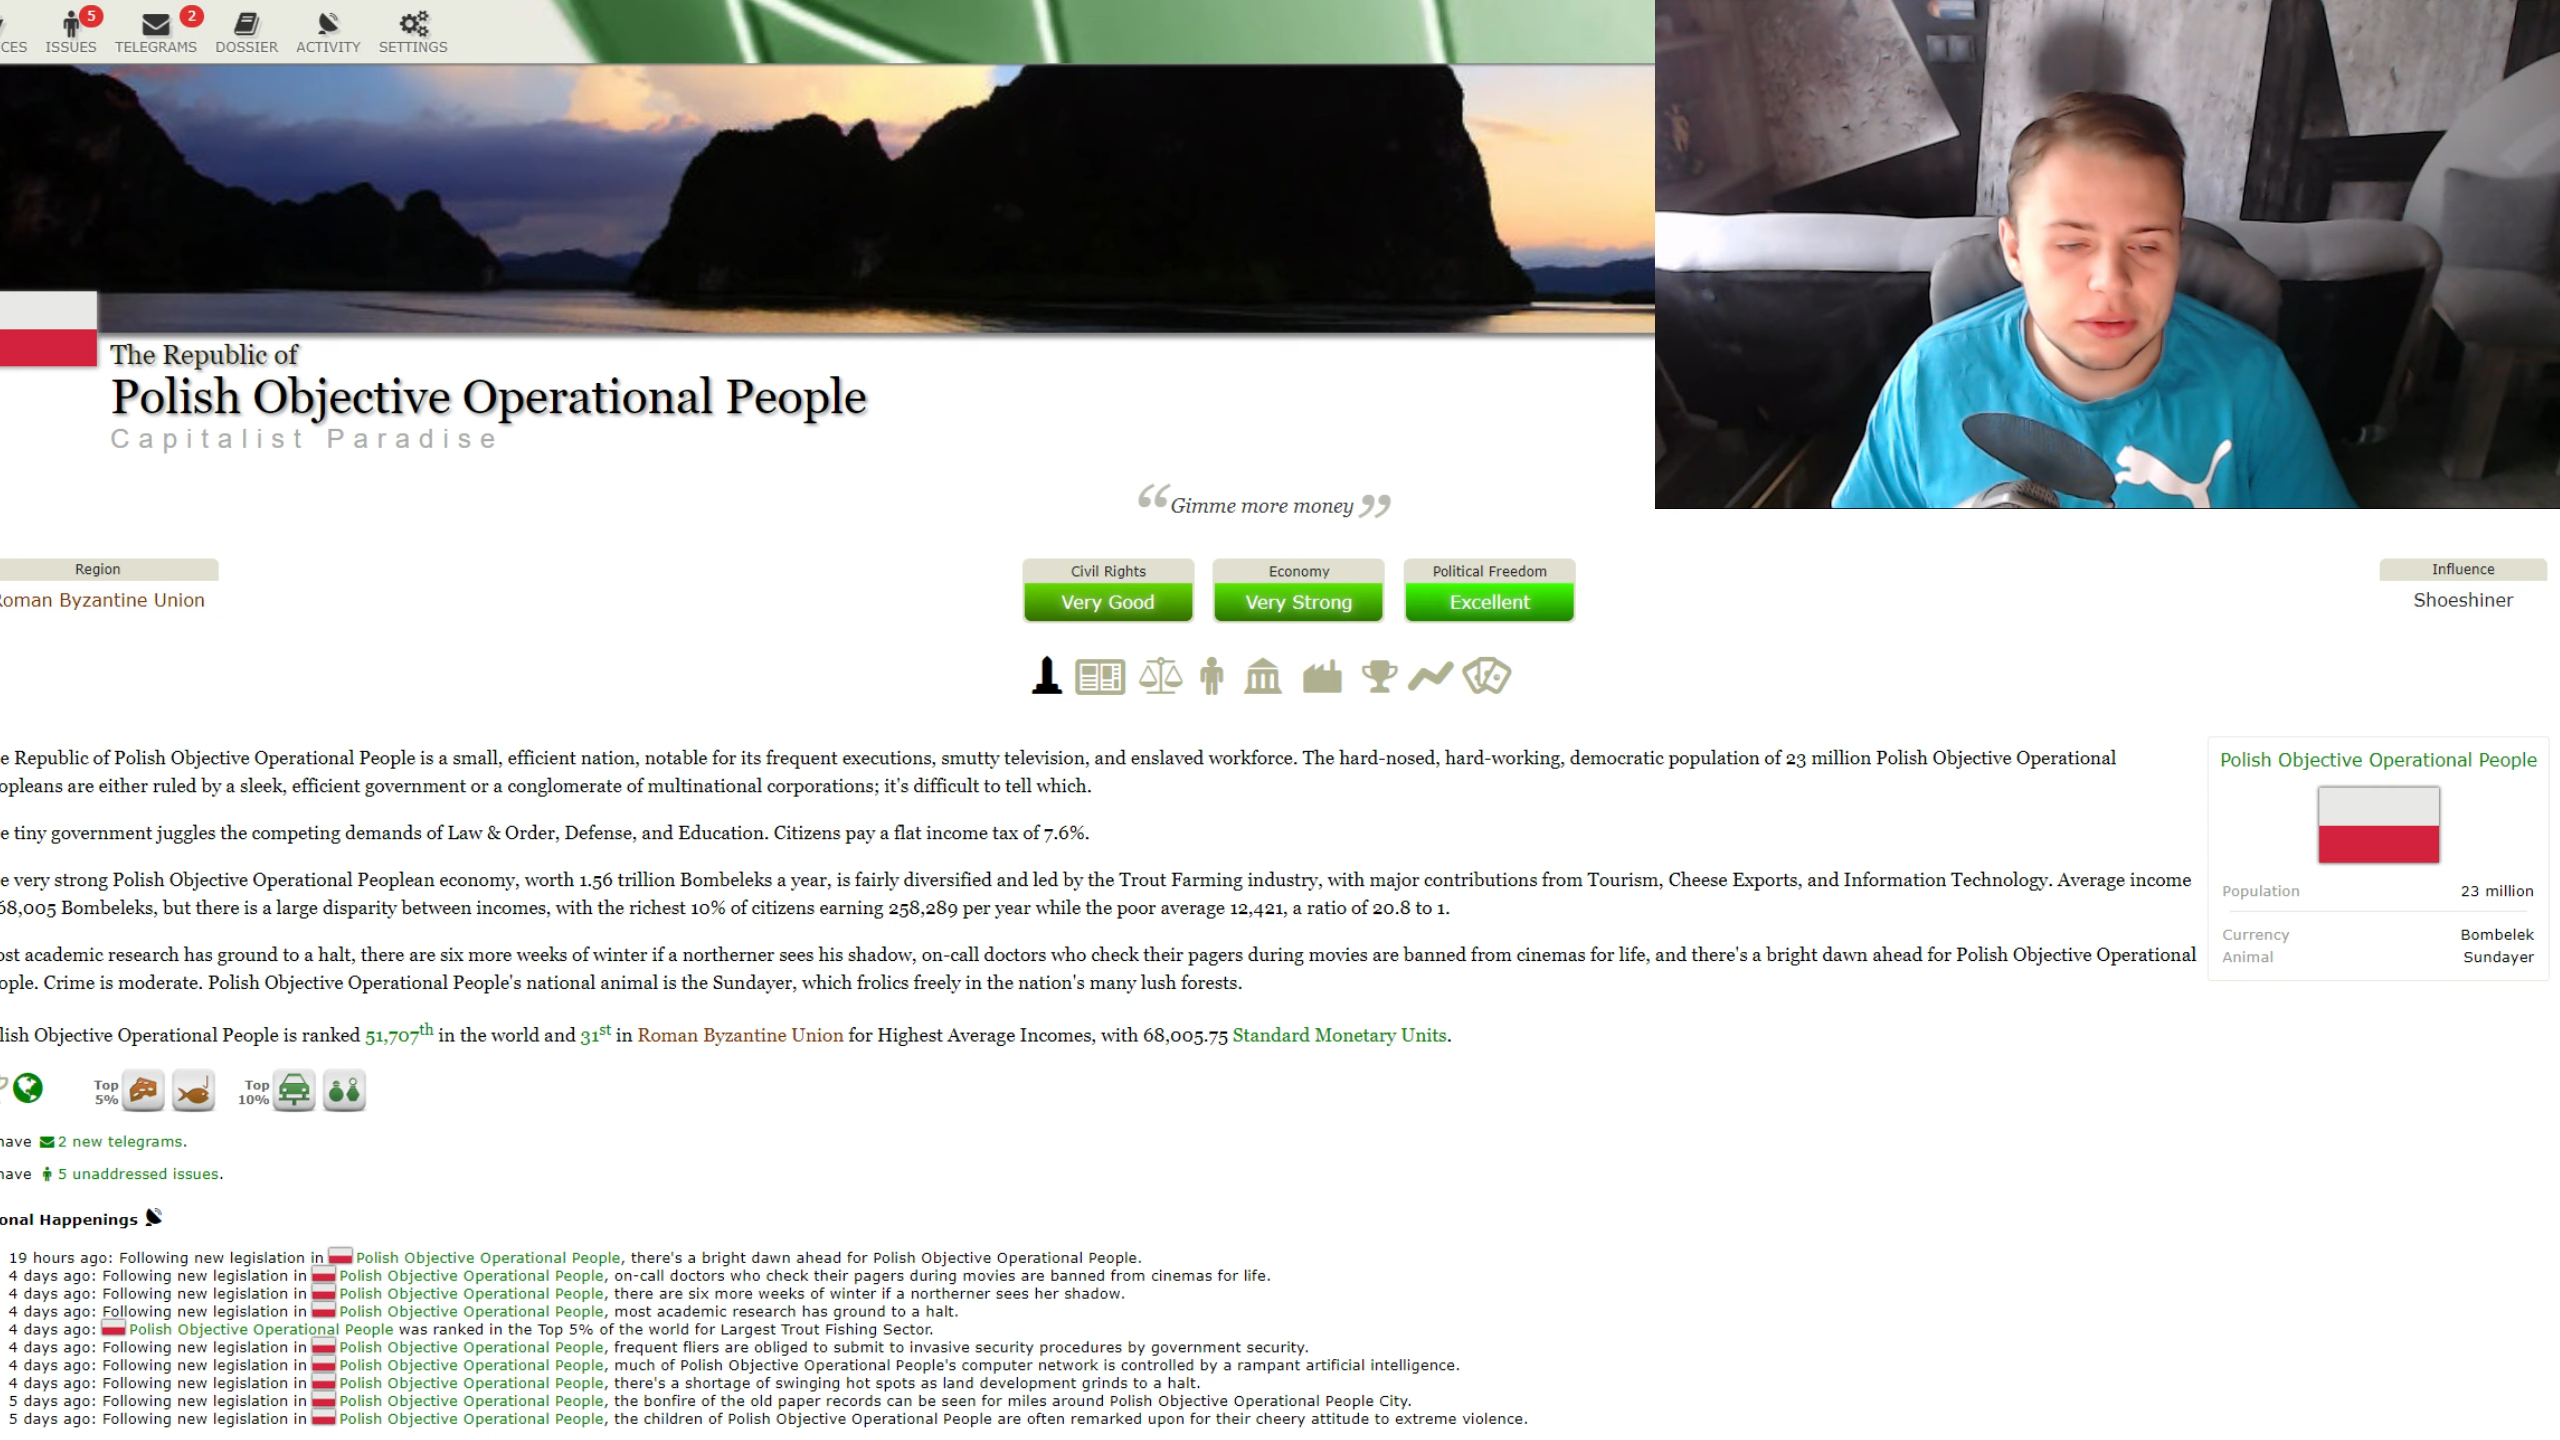 CES ISSUES 5 TELEGRAMS 2 DOSSIER ACTIVITY SETTINGS
The Republic of
Polish Objective Operational People
Capitalist Paradise
“Gimme more money”
Region
Roman Byzantine Union
Civil Rights
Very Good
Economy
Very Strong
Political Freedom
Excellent
Influence
Shoeshiner
e Republic of Polish Objective Operational People is a small, efficient nation, notable for its frequent executions, smutty television, and enslaved workforce. The hard-nosed, hard-working, democratic population of 23 million Polish Objective Operational
opleans are either ruled by a sleek, efficient government or a conglomerate of multinational corporations; it's difficult to tell which.
e tiny government juggles the competing demands of Law & Order, Defense, and Education. Citizens pay a flat income tax of 7.6%.
e very strong Polish Objective Operational Peoplean economy, worth 1.56 trillion Bombeleks a year, is fairly diversified and led by the Trout Farming industry, with major contributions from Tourism, Cheese Exports, and Information Technology. Average income
68,005 Bombeleks, but there is a large disparity between incomes, with the richest 10% of citizens earning 258,289 per year while the poor average 12,421, a ratio of 20.8 to 1.
ost academic research has ground to a halt, there are six more weeks of winter if a northerner sees his shadow, on-call doctors who check their pagers during movies are banned from cinemas for life, and there's a bright dawn ahead for Polish Objective Operational
ople. Crime is moderate. Polish Objective Operational People's national animal is the Sundayer, which frolics freely in the nation's many lush forests.
lish Objective Operational People is ranked 51,707th in the world and 31st in Roman Byzantine Union for Highest Average Incomes, with 68,005.75 Standard Monetary Units.
Polish Objective Operational People
Population 23 million
Currency Bombelek
Animal Sundayer
Top 5%
Top 10%
have 2 new telegrams.
have 5 unaddressed issues.
onal Happenings
19 hours ago: Following new legislation in Polish Objective Operational People, there's a bright dawn ahead for Polish Objective Operational People.
4 days ago: Following new legislation in Polish Objective Operational People, on-call doctors who check their pagers during movies are banned from cinemas for life.
4 days ago: Following new legislation in Polish Objective Operational People, there are six more weeks of winter if a northerner sees her shadow.
4 days ago: Following new legislation in Polish Objective Operational People, most academic research has ground to a halt.
4 days ago: Polish Objective Operational People was ranked in the Top 5% of the world for Largest Trout Fishing Sector.
4 days ago: Following new legislation in Polish Objective Operational People, frequent fliers are obliged to submit to invasive security procedures by government security.
4 days ago: Following new legislation in Polish Objective Operational People, much of Polish Objective Operational People's computer network is controlled by a rampant artificial intelligence.
4 days ago: Following new legislation in Polish Objective Operational People, there's a shortage of swinging hot spots as land development grinds to a halt.
5 days ago: Following new legislation in Polish Objective Operational People, the bonfire of the old paper records can be seen for miles around Polish Objective Operational People City.
5 days ago: Following new legislation in Polish Objective Operational People, the children of Polish Objective Operational People are often remarked upon for their cheery attitude to extreme violence.